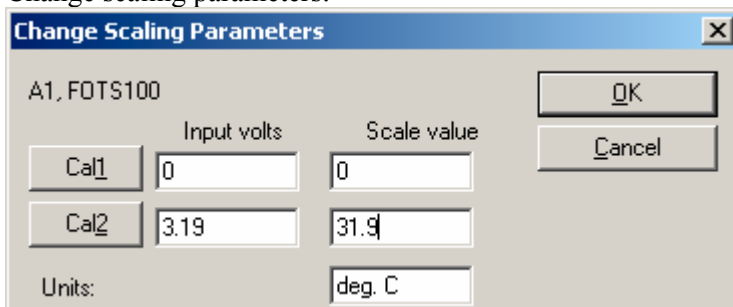 Change scaling parameters.
Change Scaling Parameters
A1, FOTS100
OK
Input volts Scale value
Cancel
Cal1 0 0
Cal2 3.19 31.9
Units: deg. C